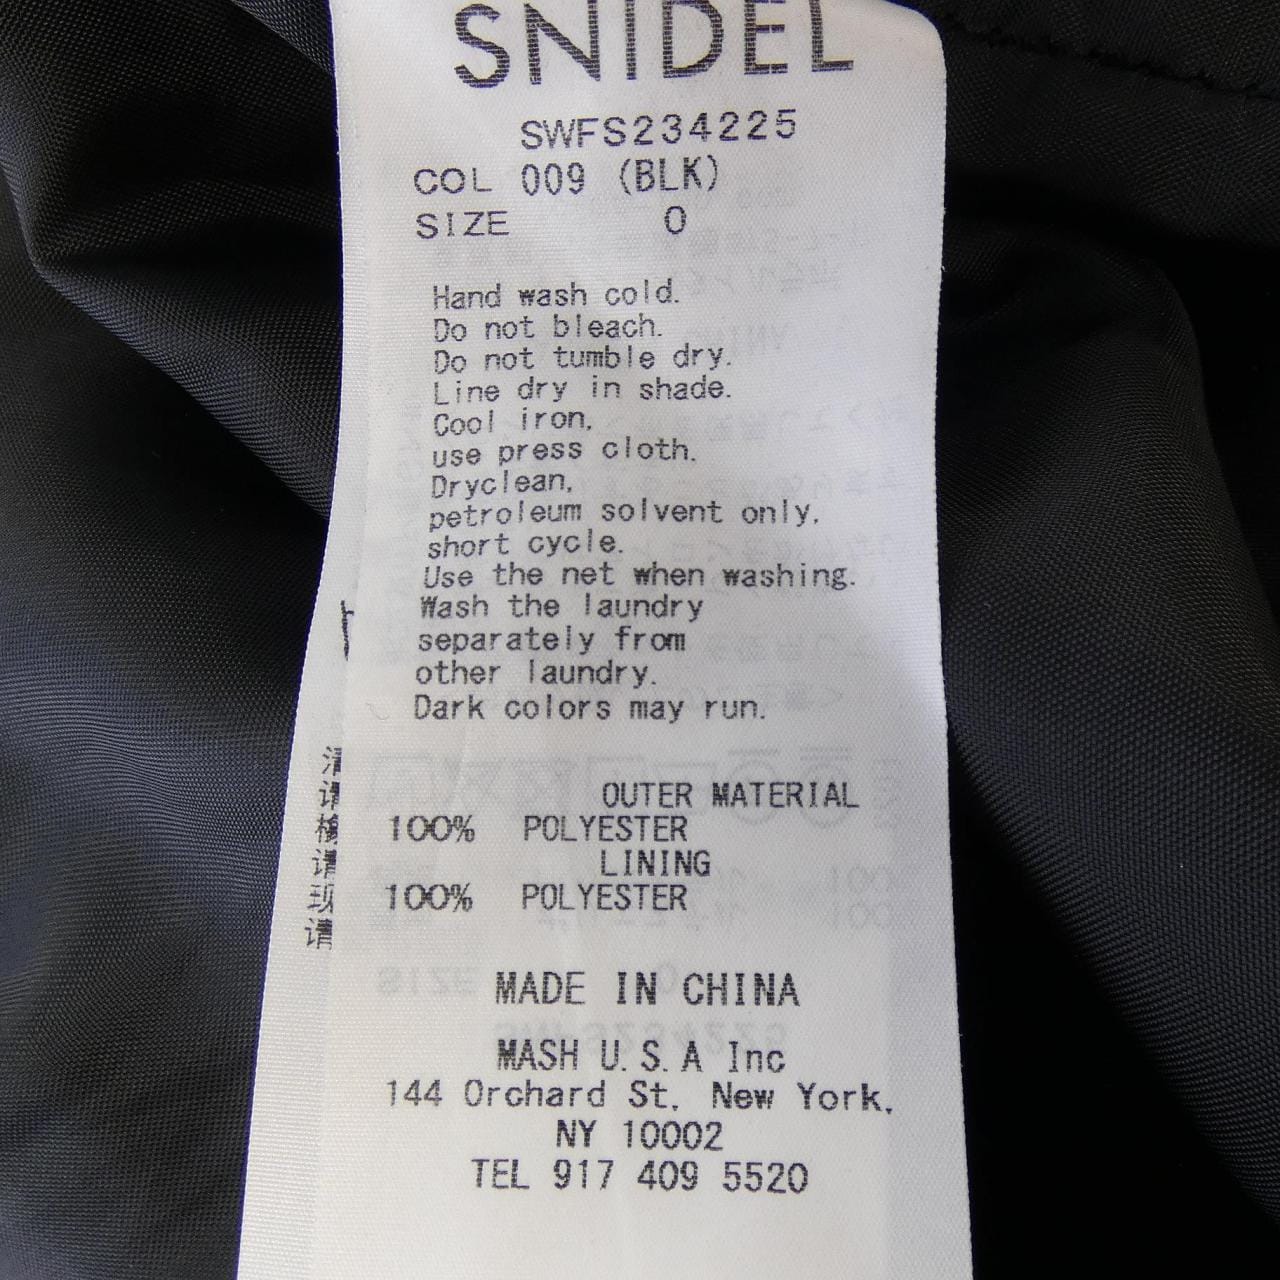 SNIDEL
SWFS234225
COL 009 (BLK)
SIZE 0
Hand wash cold.
Do not bleach.
Do not tumble dry.
Line dry in shade.
Cool iron,
use press cloth.
Dryclean,
petroleum solvent only,
short cycle.
Use the net when washing.
Wash the laundry
separately from
other laundry.
Dark colors may run.
OUTER MATERIAL
100% POLYESTER
LINING
100% POLYESTER
MADE IN CHINA
MASH U.S.A Inc
144 Orchard St, New York,
NY 10002
TEL 917 409 5520